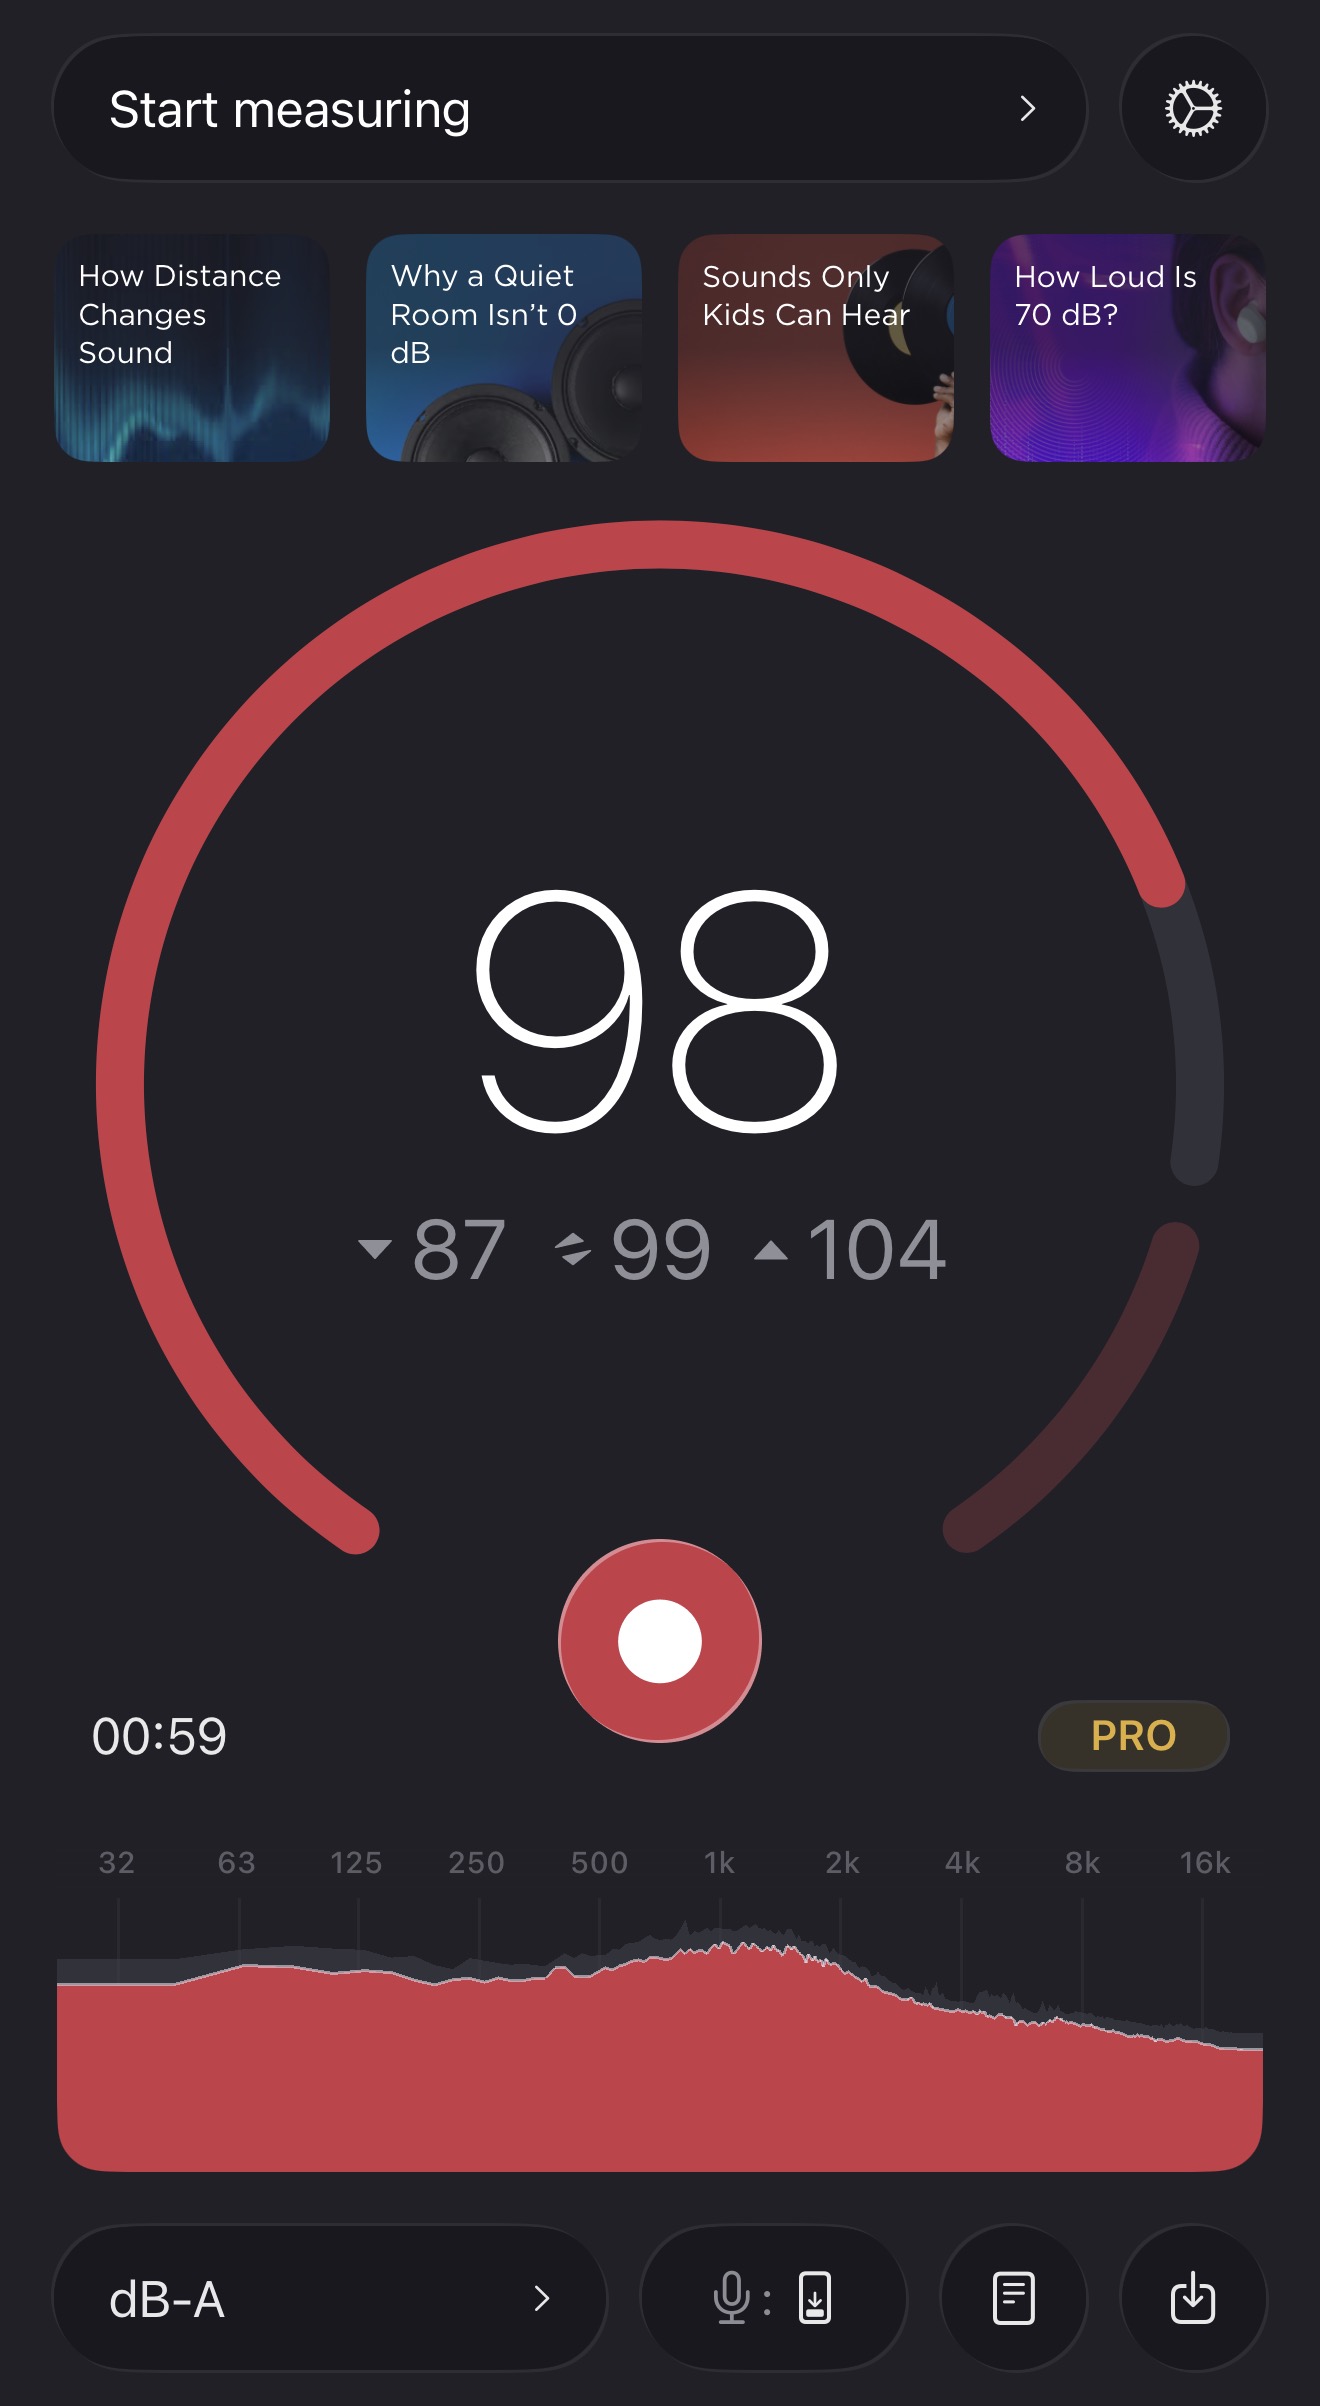 Start measuring
How Distance
Changes
Sound
Why a Quiet
Room Isn’t 0
dB
Sounds Only
Kids Can Hear
How Loud Is
70 dB?
98
87 99 104
00:59
PRO
32 63 125 250 500 1k 2k 4k 8k 16k
dB-A